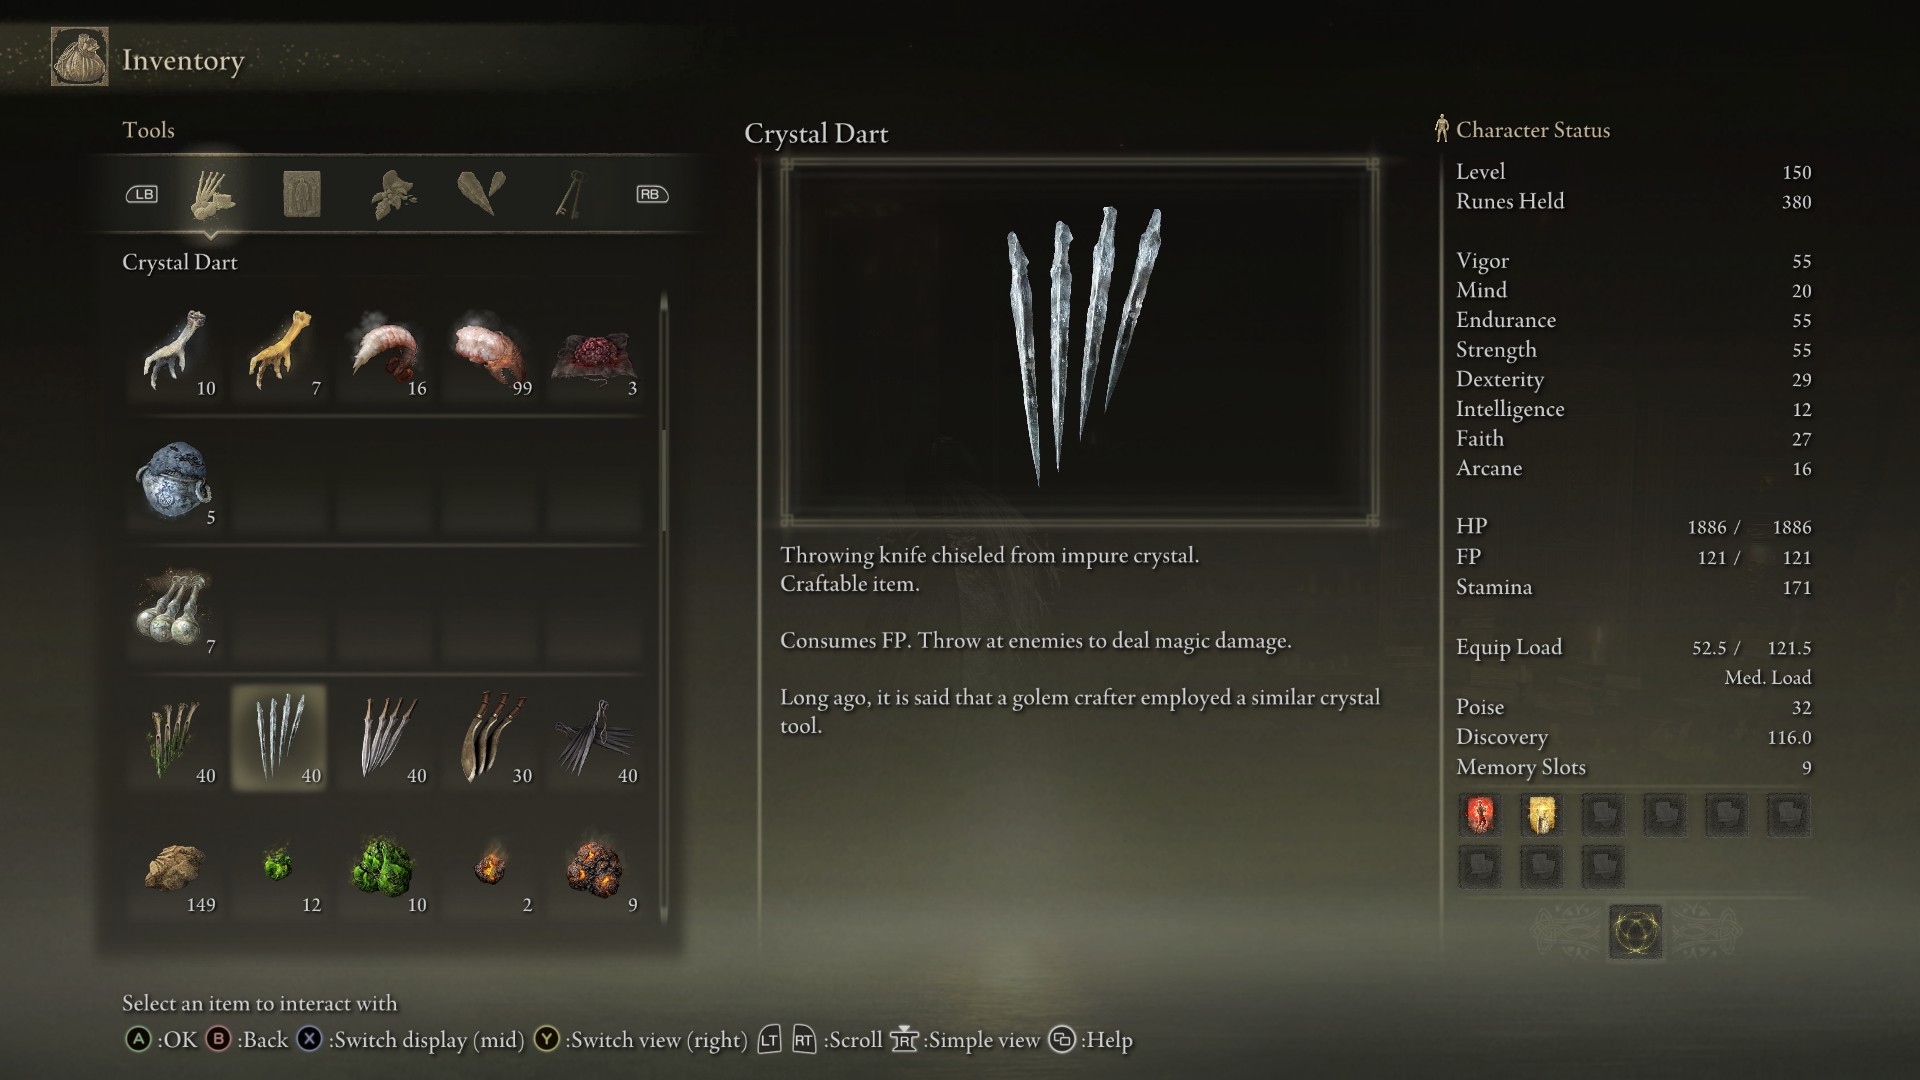 Inventory
Tools
LB
RB
Crystal Dart
10
7
16
99
3
5
7
40
40
40
30
40
149
12
10
2
9
Crystal Dart
Throwing knife chiseled from impure crystal.
Craftable item.
Consumes FP. Throw at enemies to deal magic damage.
Long ago, it is said that a golem crafter employed a similar crystal
tool.
Character Status
Level 150
Runes Held 380
Vigor 55
Mind 20
Endurance 55
Strength 55
Dexterity 29
Intelligence 12
Faith 27
Arcane 16
HP 1886 / 1886
FP 121 / 121
Stamina 171
Equip Load 52.5 / 121.5
Med. Load
Poise 32
Discovery 116.0
Memory Slots 9
Select an item to interact with
A :OK B :Back X :Switch display (mid) Y :Switch view (right) LT RT :Scroll R :Simple view :Help